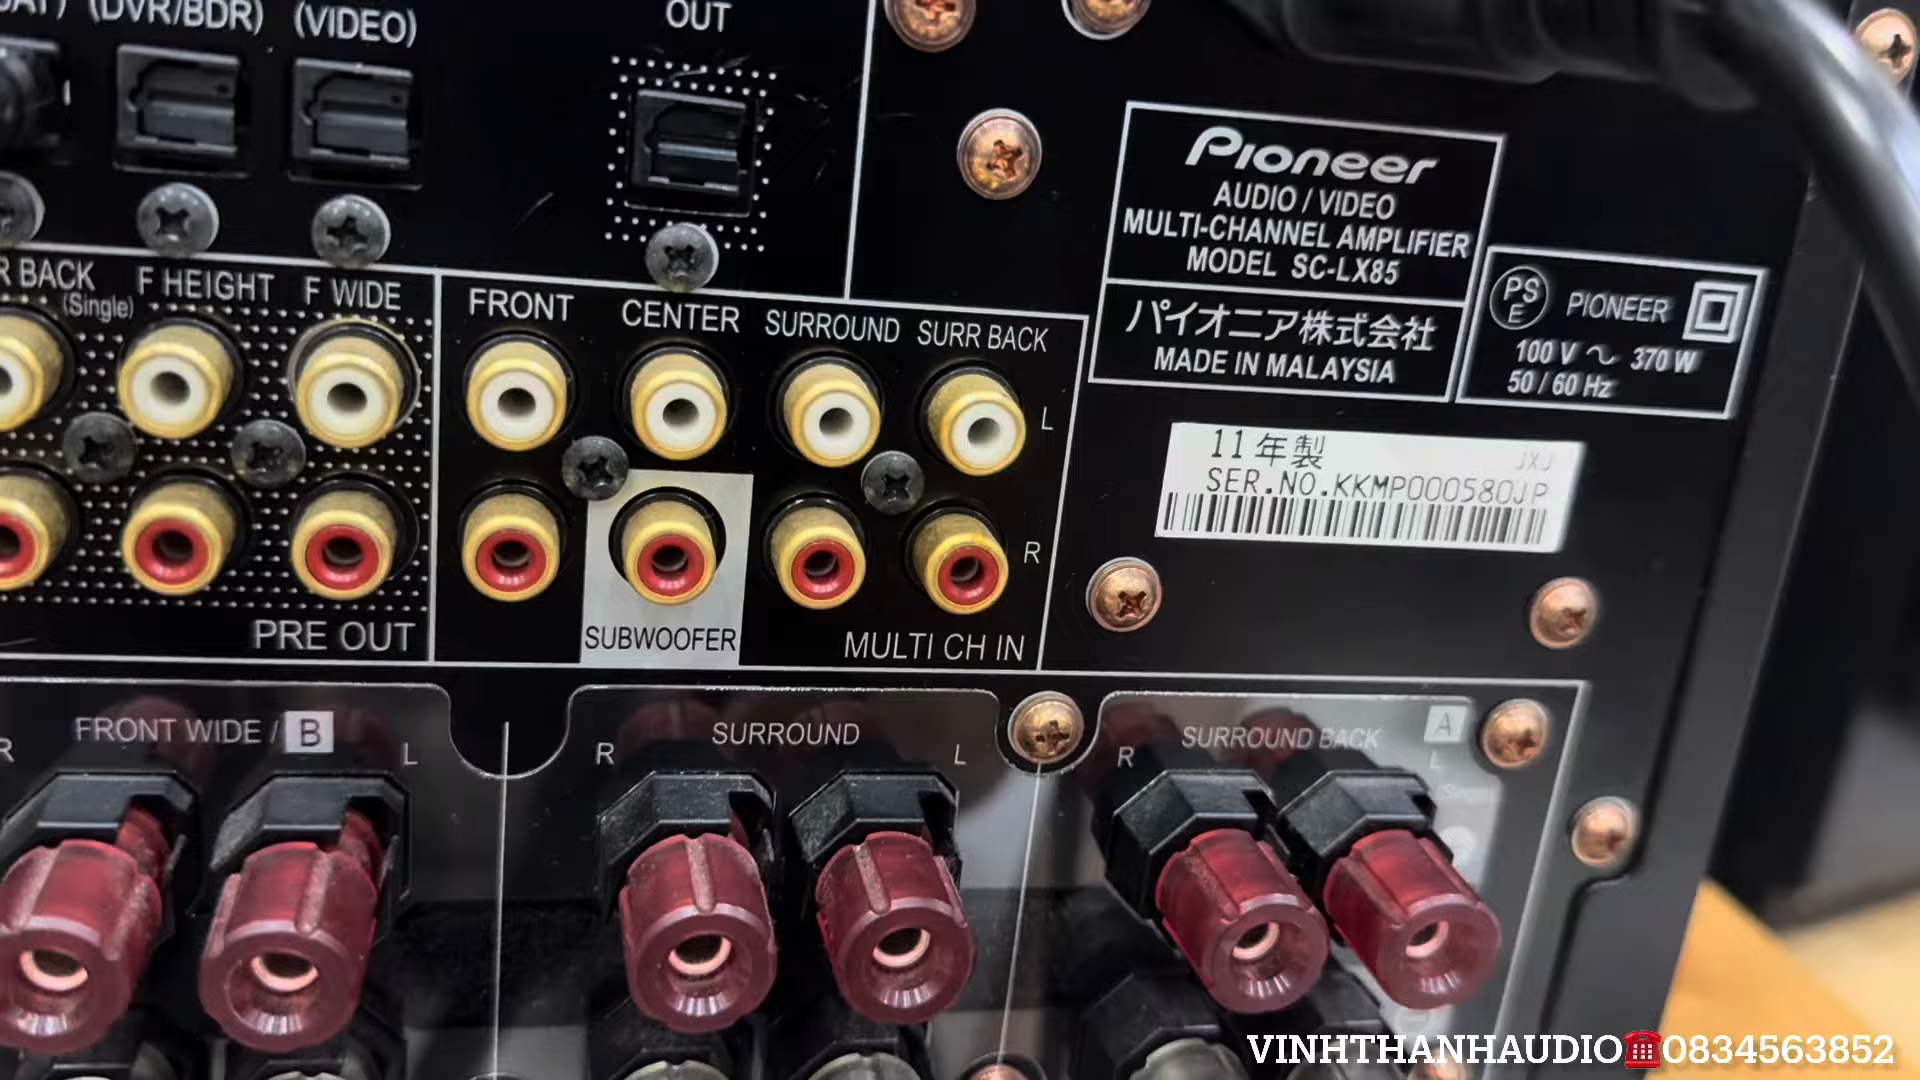 (DVR/BDR)
(VIDEO)
OUT
R BACK
(Single)
F HEIGHT
F WIDE
PRE OUT
FRONT
CENTER
SURROUND
SURR BACK
L
R
SUBWOOFER
MULTI CH IN
Pioneer
AUDIO / VIDEO
MULTI-CHANNEL AMPLIFIER
MODEL SC-LX85
パイオニア株式会社
MADE IN MALAYSIA
PS
E
PIONEER
100 V ~ 370 W
50 / 60 Hz
11年製
JXJ
SER.NO.KKMP000580JP
R
FRONT WIDE / B
L
R
SURROUND
L
R
SURROUND BACK
A
L
VINHTHANHAUDIO☎0834563852